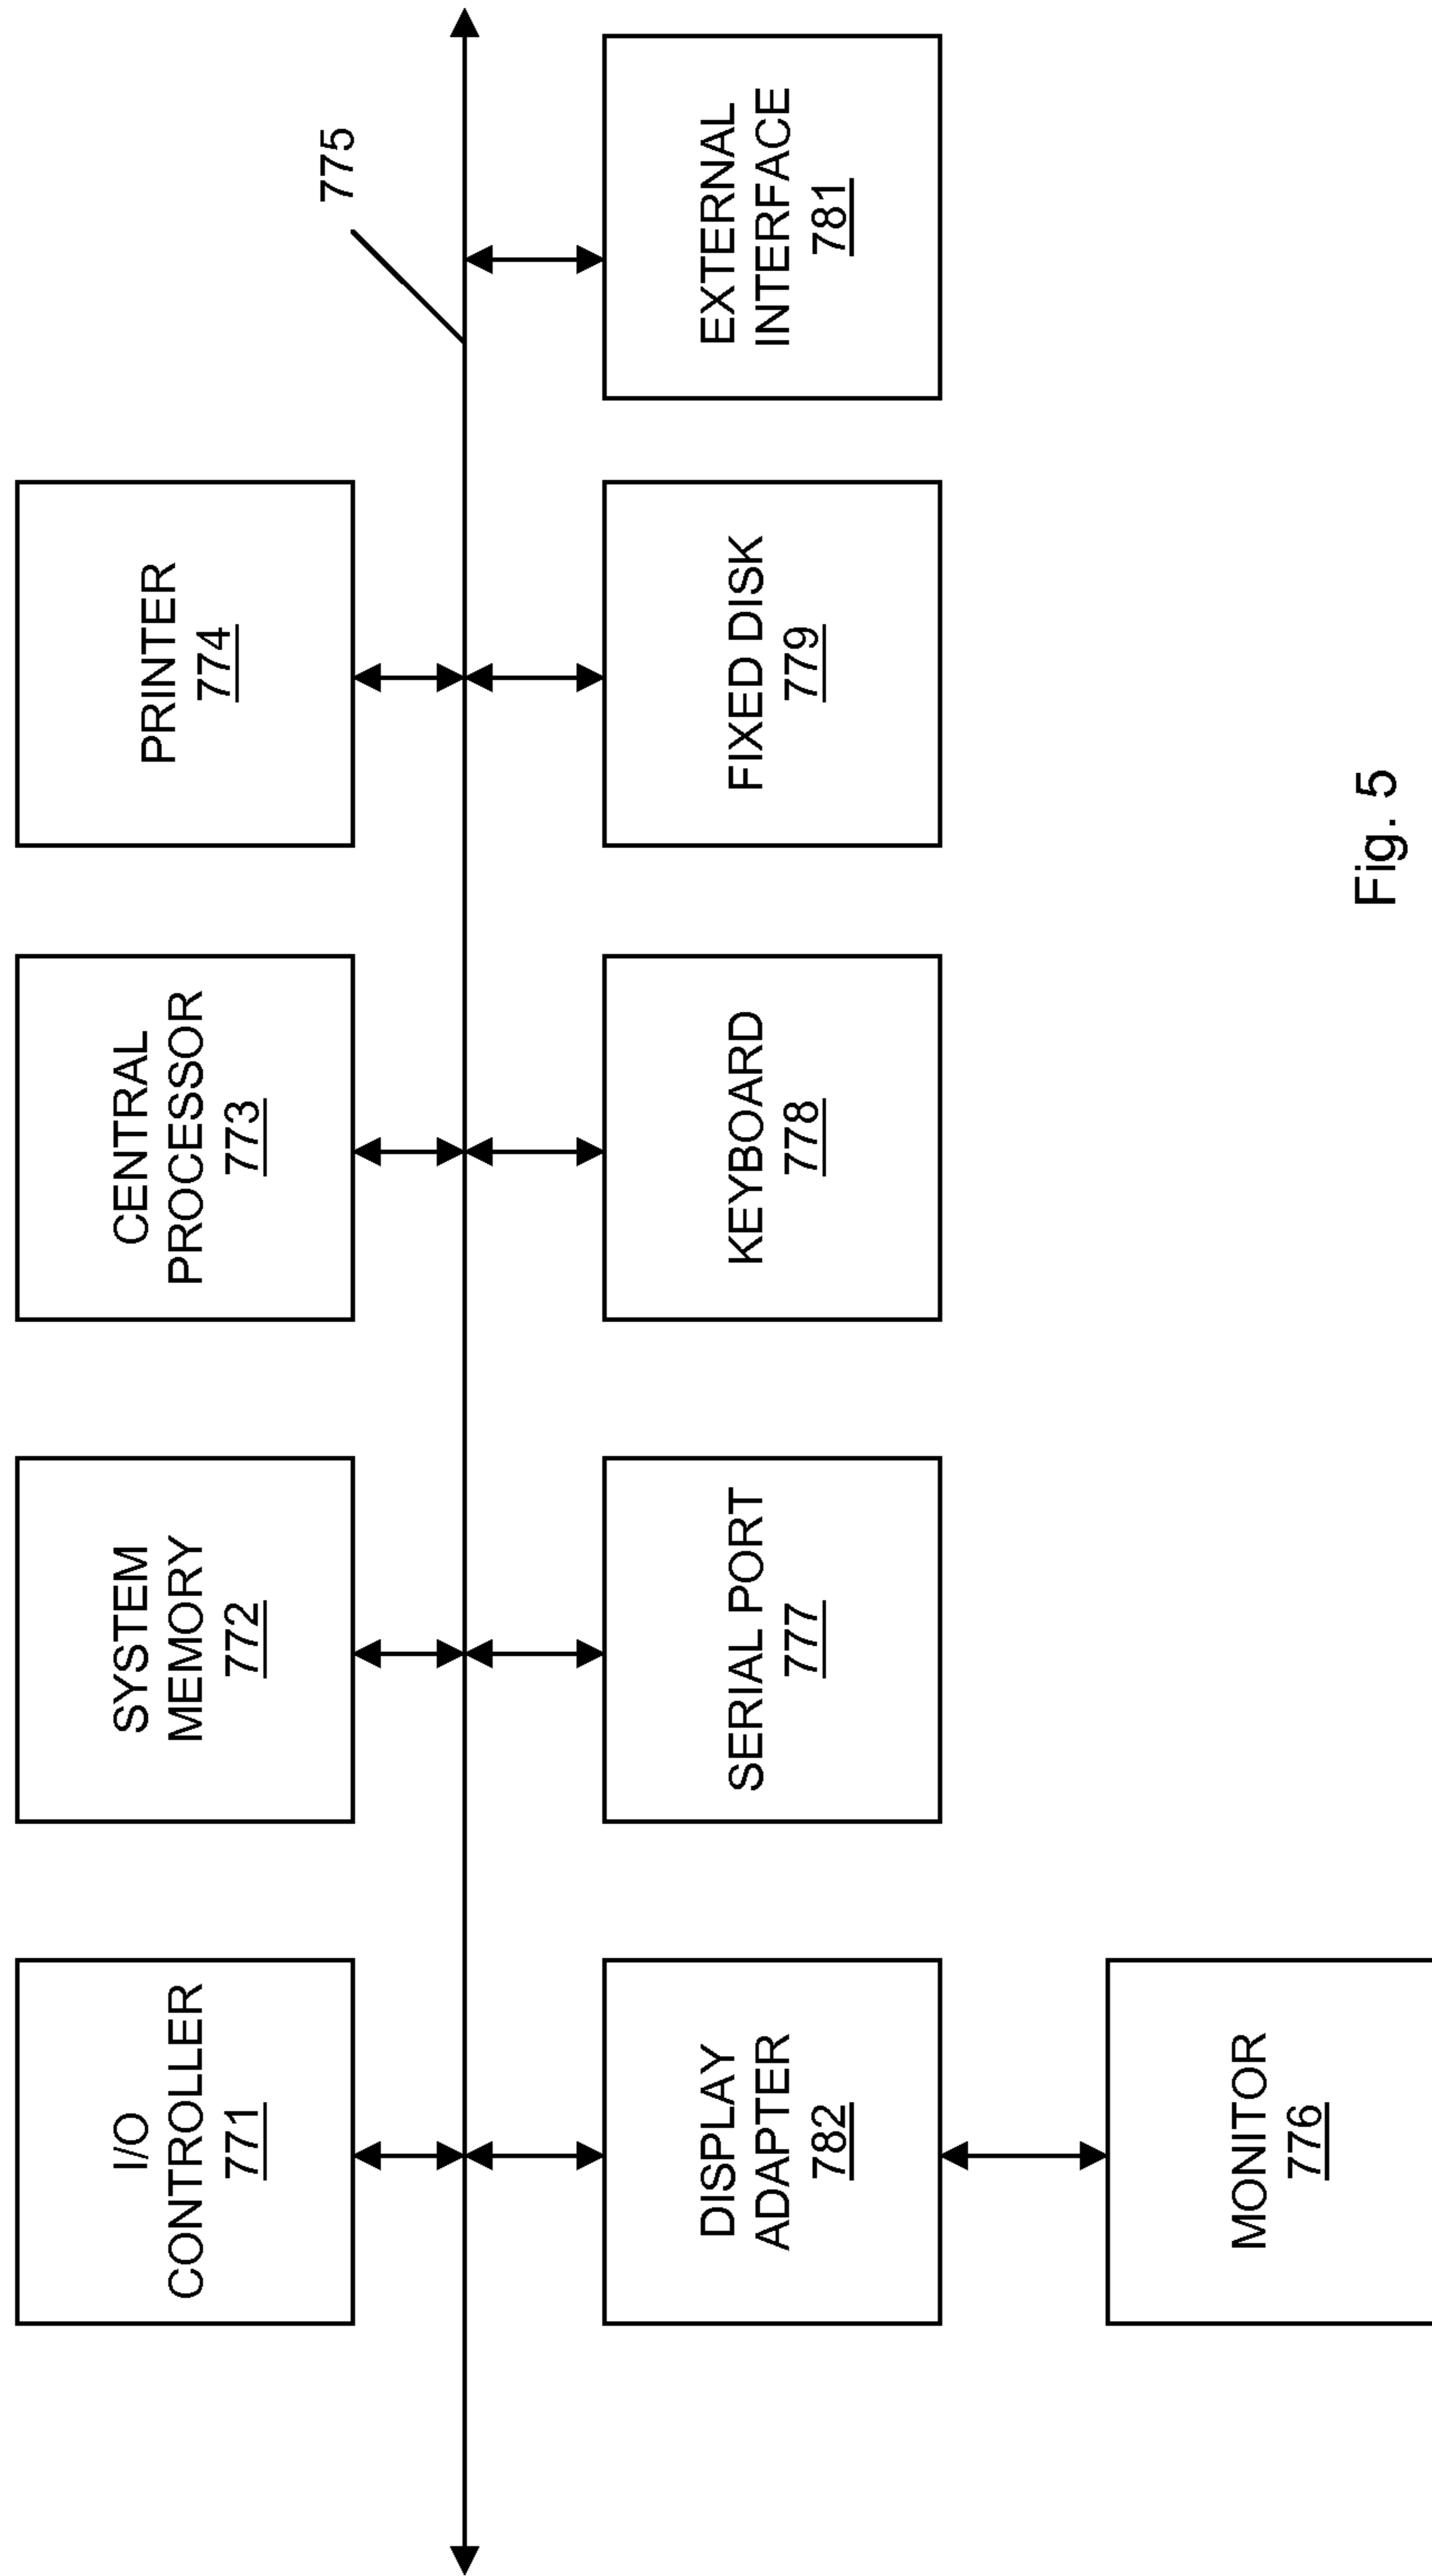 I/O
CONTROLLER
771
SYSTEM
MEMORY
772
CENTRAL
PROCESSOR
773
PRINTER
774
775
DISPLAY
ADAPTER
782
SERIAL PORT
777
KEYBOARD
778
FIXED DISK
779
EXTERNAL
INTERFACE
781
MONITOR
776
Fig. 5